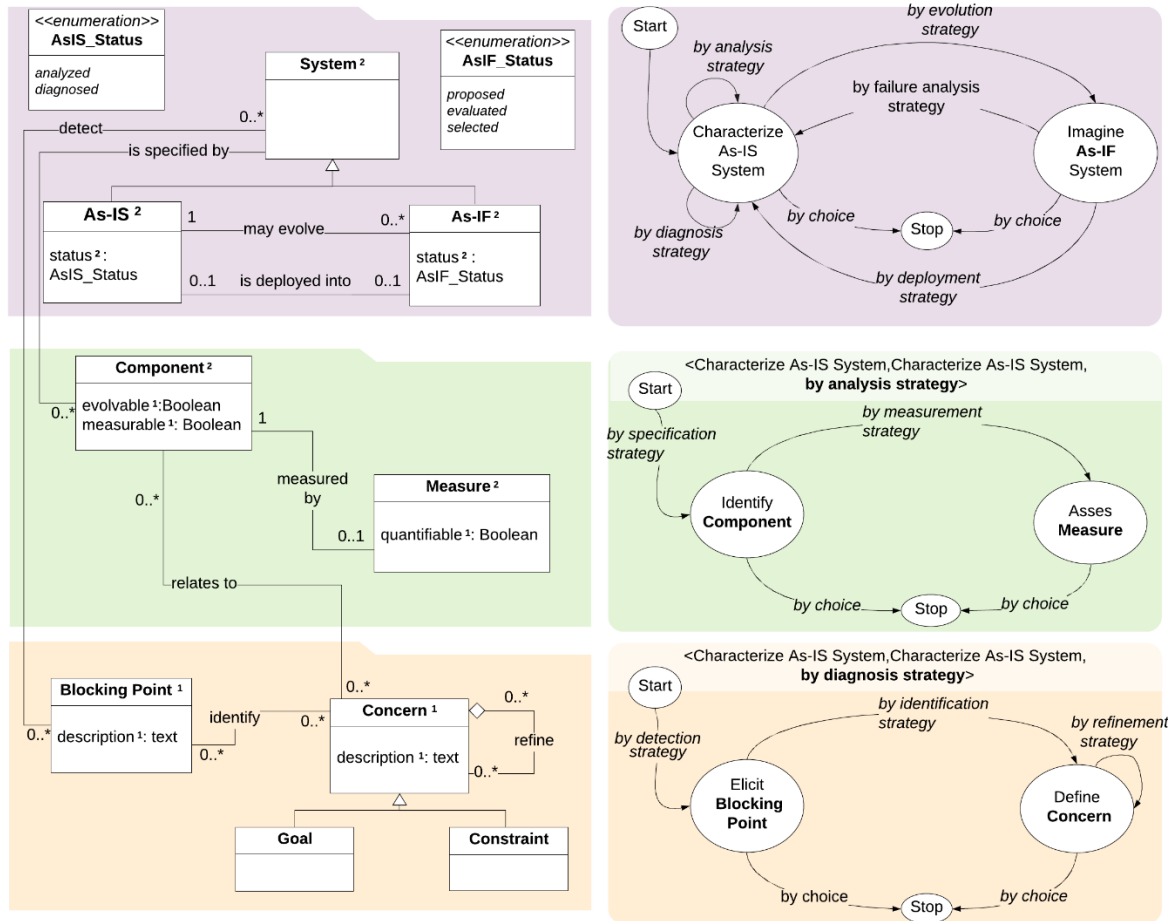 <<enumeration>>
AsIS_Status
analyzed
diagnosed
System ²
<<enumeration>>
AsIF_Status
proposed
evaluated
selected
detect
0..*
is specified by
As-IS ²
status ² :
AsIS_Status
1
may evolve
0..*
0..1
is deployed into
0..1
As-IF ²
status ² :
AsIF_Status
Start
by analysis
strategy
by evolution
strategy
by failure analysis
strategy
Characterize
As-IS
System
Imagine
As-IF
System
by diagnosis
strategy
by choice
Stop
by choice
by deployment
strategy
Component ²
evolvable ¹:Boolean
measurable ¹: Boolean
0..*
1
measured
by
0..1
0..*
Measure ²
quantifiable ¹: Boolean
relates to
<Characterize As-IS System,Characterize As-IS System,
by analysis strategy>
Start
by specification
strategy
by measurement
strategy
Identify
Component
Asses
Measure
by choice
Stop
by choice
Blocking Point ¹
description ¹: text
0..*
identify
0..*
0..*
0..*
Concern ¹
description ¹: text
0..*
refine
0..*
Goal
Constraint
<Characterize As-IS System,Characterize As-IS System,
by diagnosis strategy>
Start
by detection
strategy
by identification
strategy
by refinement
strategy
Elicit
Blocking
Point
Define
Concern
by choice
Stop
by choice